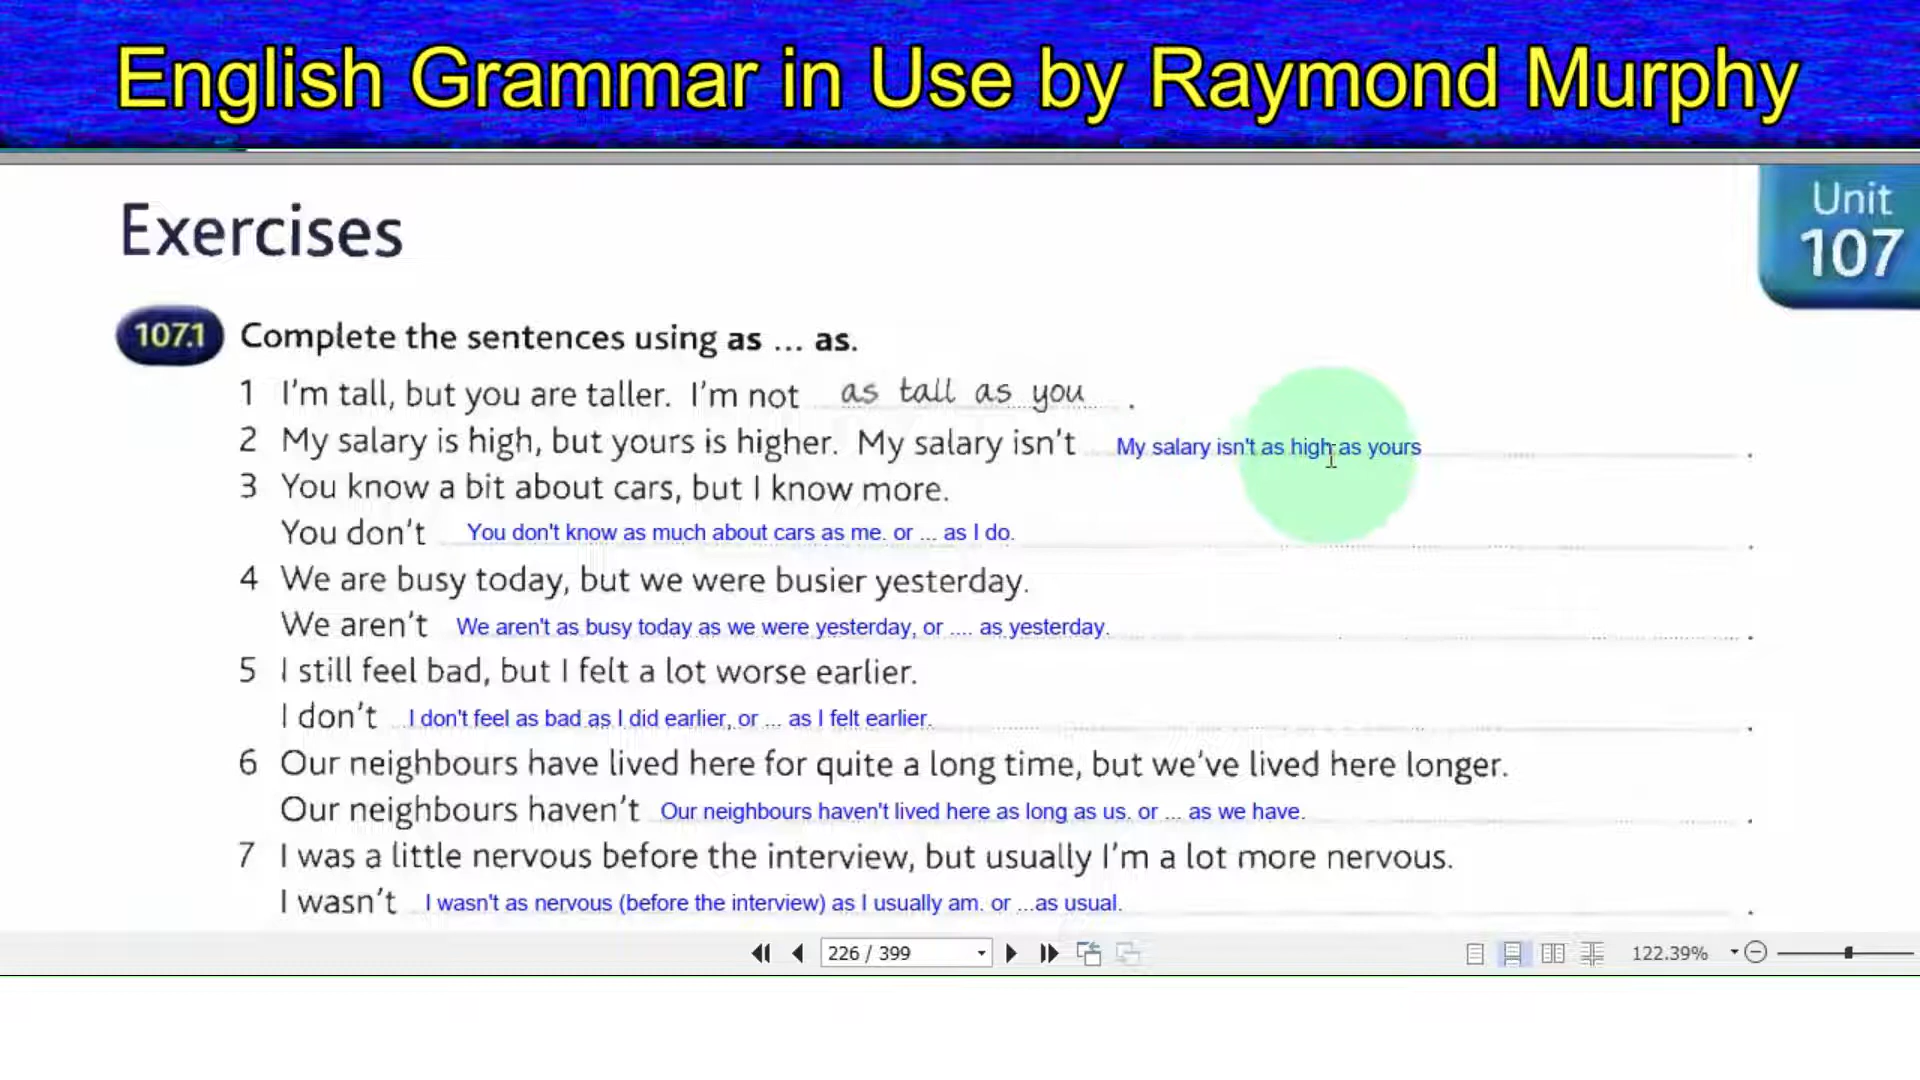 English Grammar in Use by Raymond Murphy
Unit
107
Exercises
107.1 Complete the sentences using as ... as.
1 I'm tall, but you are taller. I'm not as tall as you .
2 My salary is high, but yours is higher. My salary isn't My salary isn't as high as yours .
3 You know a bit about cars, but I know more.
You don't You don't know as much about cars as me. or ... as I do. .
4 We are busy today, but we were busier yesterday.
We aren't We aren't as busy today as we were yesterday, or .... as yesterday. .
5 I still feel bad, but I felt a lot worse earlier.
I don't I don't feel as bad as I did earlier, or ... as I felt earlier. .
6 Our neighbours have lived here for quite a long time, but we've lived here longer.
Our neighbours haven't Our neighbours haven't lived here as long as us. or ... as we have. .
7 I was a little nervous before the interview, but usually I'm a lot more nervous.
I wasn't I wasn't as nervous (before the interview) as I usually am. or ...as usual. .
226 / 399
122.39%